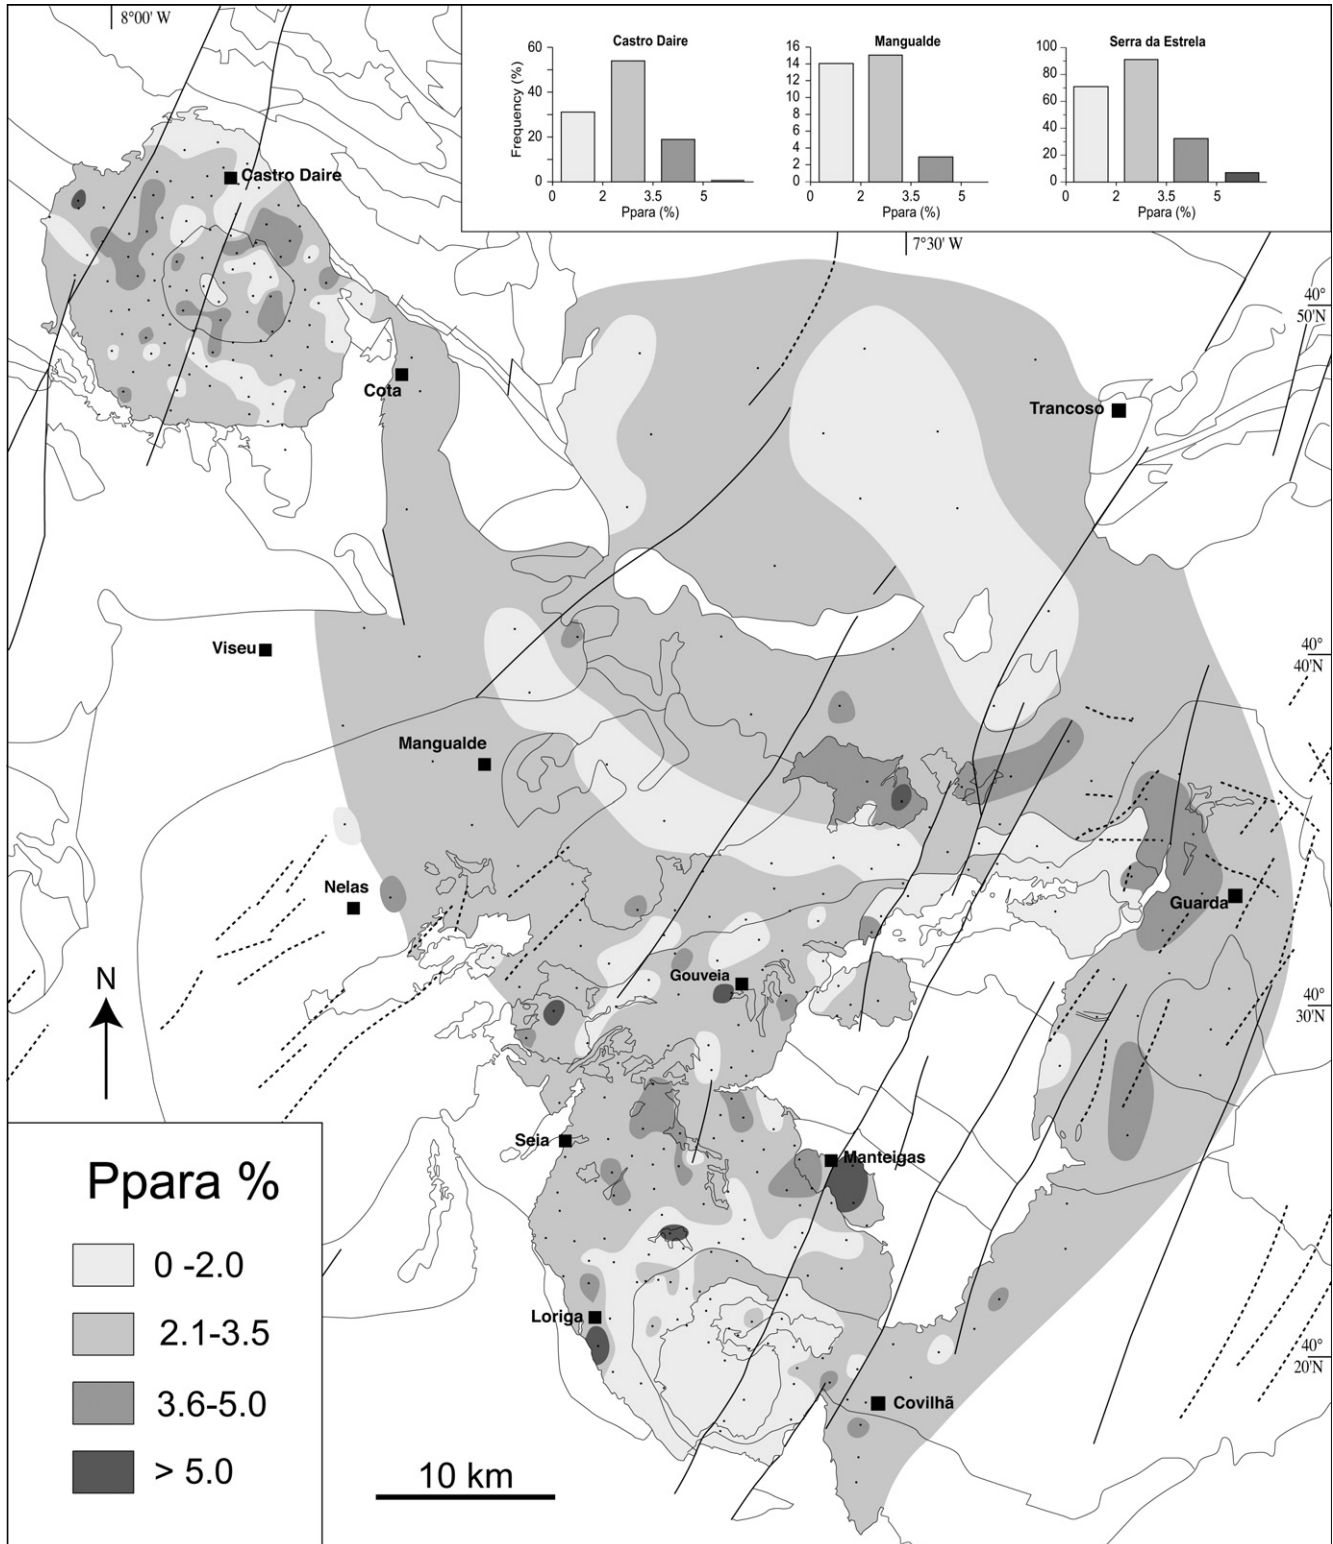 8°00' W
Castro Daire
Mangualde
Serra da Estrela
Frequency (%)
60
40
20
0
0
2
3.5
5
Ppara (%)
16
14
12
10
8
6
4
2
0
0
2
3.5
5
Ppara (%)
100
80
60
40
20
0
0
2
3.5
5
Ppara (%)
Castro Daire
7°30' W
40°
50'N
Cota
Trancoso
Viseu
40°
40'N
Mangualde
Nelas
Guarda
N
Gouveia
40°
30'N
Seia
Manteigas
Ppara %
0 -2.0
2.1-3.5
3.6-5.0
> 5.0
Loriga
40°
20'N
Covilhã
10 km